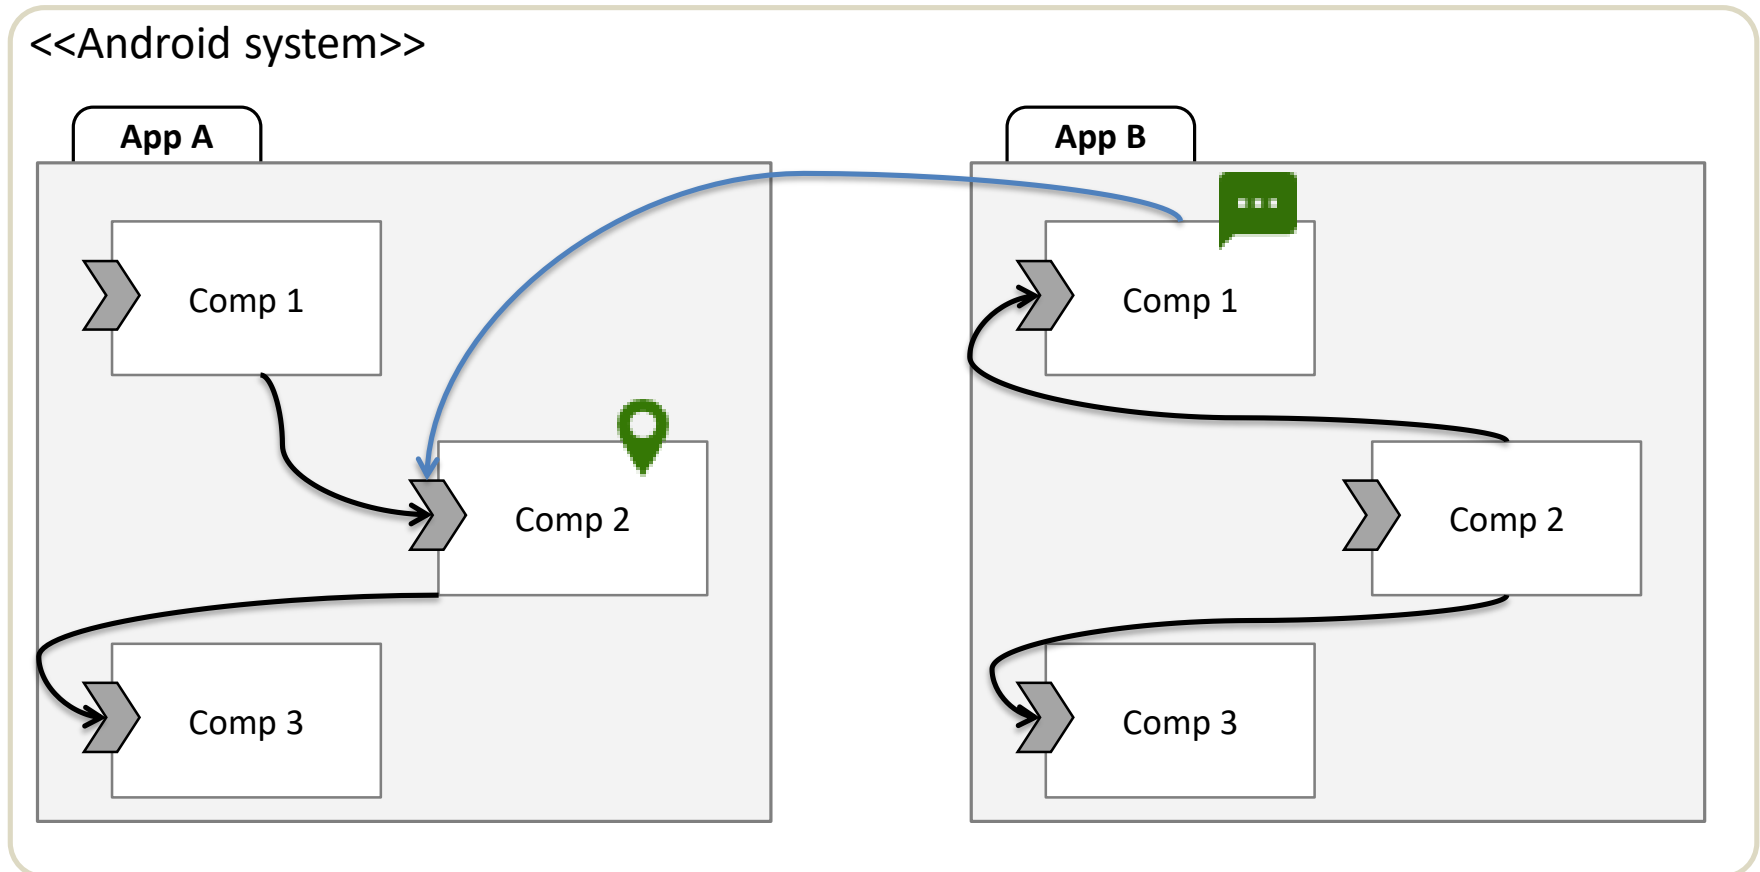 <<Android system>>
App A
App B
Comp 1
Comp 1
Comp 2
Comp 2
Comp 3
Comp 3